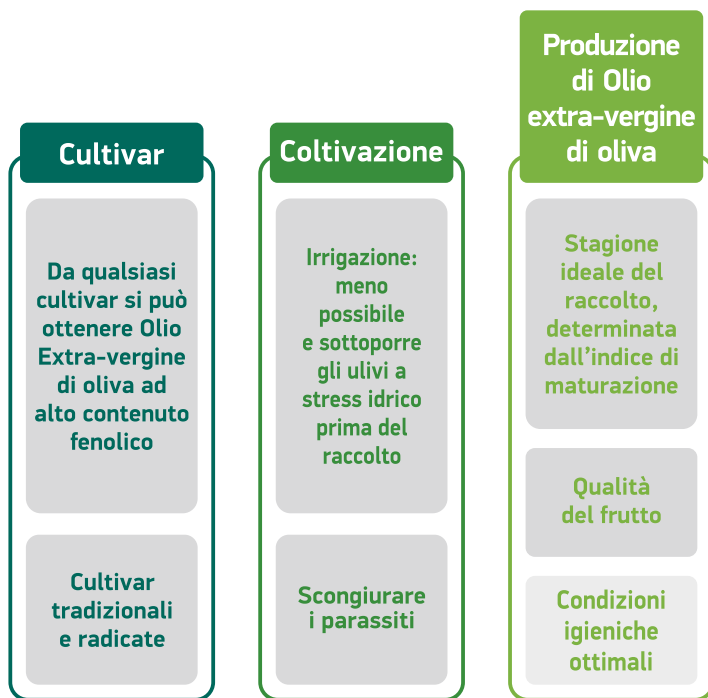 Cultivar
Da qualsiasi
cultivar si può
ottenere Olio
Extra-vergine
di oliva ad
alto contenuto
fenolico
Cultivar
tradizionali
e radicate
Coltivazione
Irrigazione:
meno
possibile
e sottoporre
gli ulivi a
stress idrico
prima del
raccolto
Scongiurare
i parassiti
Produzione
di Olio
extra-vergine
di oliva
Stagione
ideale del
raccolto,
determinata
dall’indice di
maturazione
Qualità
del frutto
Condizioni
igieniche
ottimali